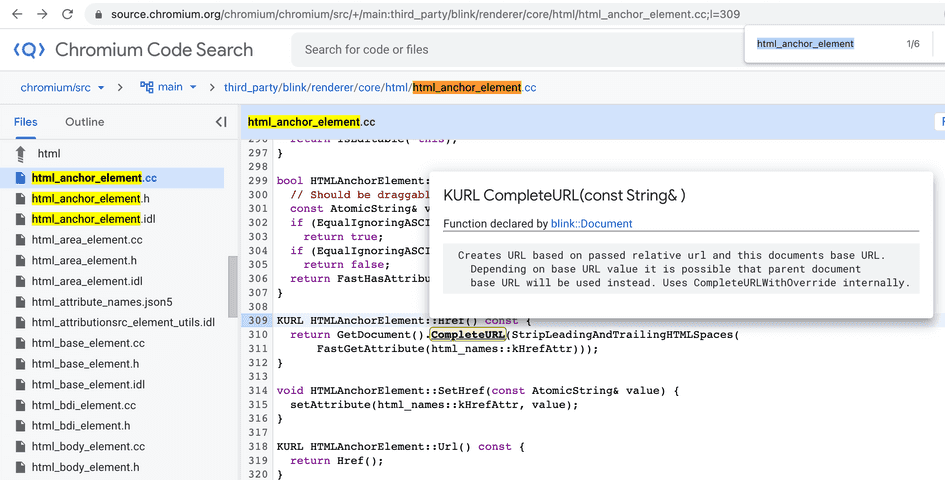 source.chromium.org/chromium/chromium/src/+/main:third_party/blink/renderer/core/html/html_anchor_element.cc;l=309
html_anchor_element 1/6
Chromium Code Search
Search for code or files
chromium/src > main > third_party/blink/renderer/core/html/html_anchor_element.cc
Files Outline
html_anchor_element.cc
html
html_anchor_element.cc
html_anchor_element.h
html_anchor_element.idl
html_area_element.cc
html_area_element.h
html_area_element.idl
html_attribute_names.json5
html_attributionsrc_element_utils.idl
html_base_element.cc
html_base_element.h
html_base_element.idl
html_bdi_element.cc
html_bdi_element.h
html_body_element.cc
html_body_element.h
297 }
298
299 bool HTMLAnchorElement:
300 // Should be draggabl
301 const AtomicString& v
302 if (EqualIgnoringASCI
303 return true;
304 if (EqualIgnoringASCI
305 return false;
306 return FastHasAttribu
307 }
308
309 KURL HTMLAnchorElement::Href() const {
310 return GetDocument().CompleteURL(StripLeadingAndTrailingHTMLSpaces(
311 FastGetAttribute(html_names::kHrefAttr)));
312 }
313
314 void HTMLAnchorElement::SetHref(const AtomicString& value) {
315 setAttribute(html_names::kHrefAttr, value);
316 }
317
318 KURL HTMLAnchorElement::Url() const {
319 return Href();
320 }
KURL CompleteURL(const String& )
Function declared by blink::Document
Creates URL based on passed relative url and this documents base URL.
Depending on base URL value it is possible that parent document
base URL will be used instead. Uses CompleteURLWithOverride internally.